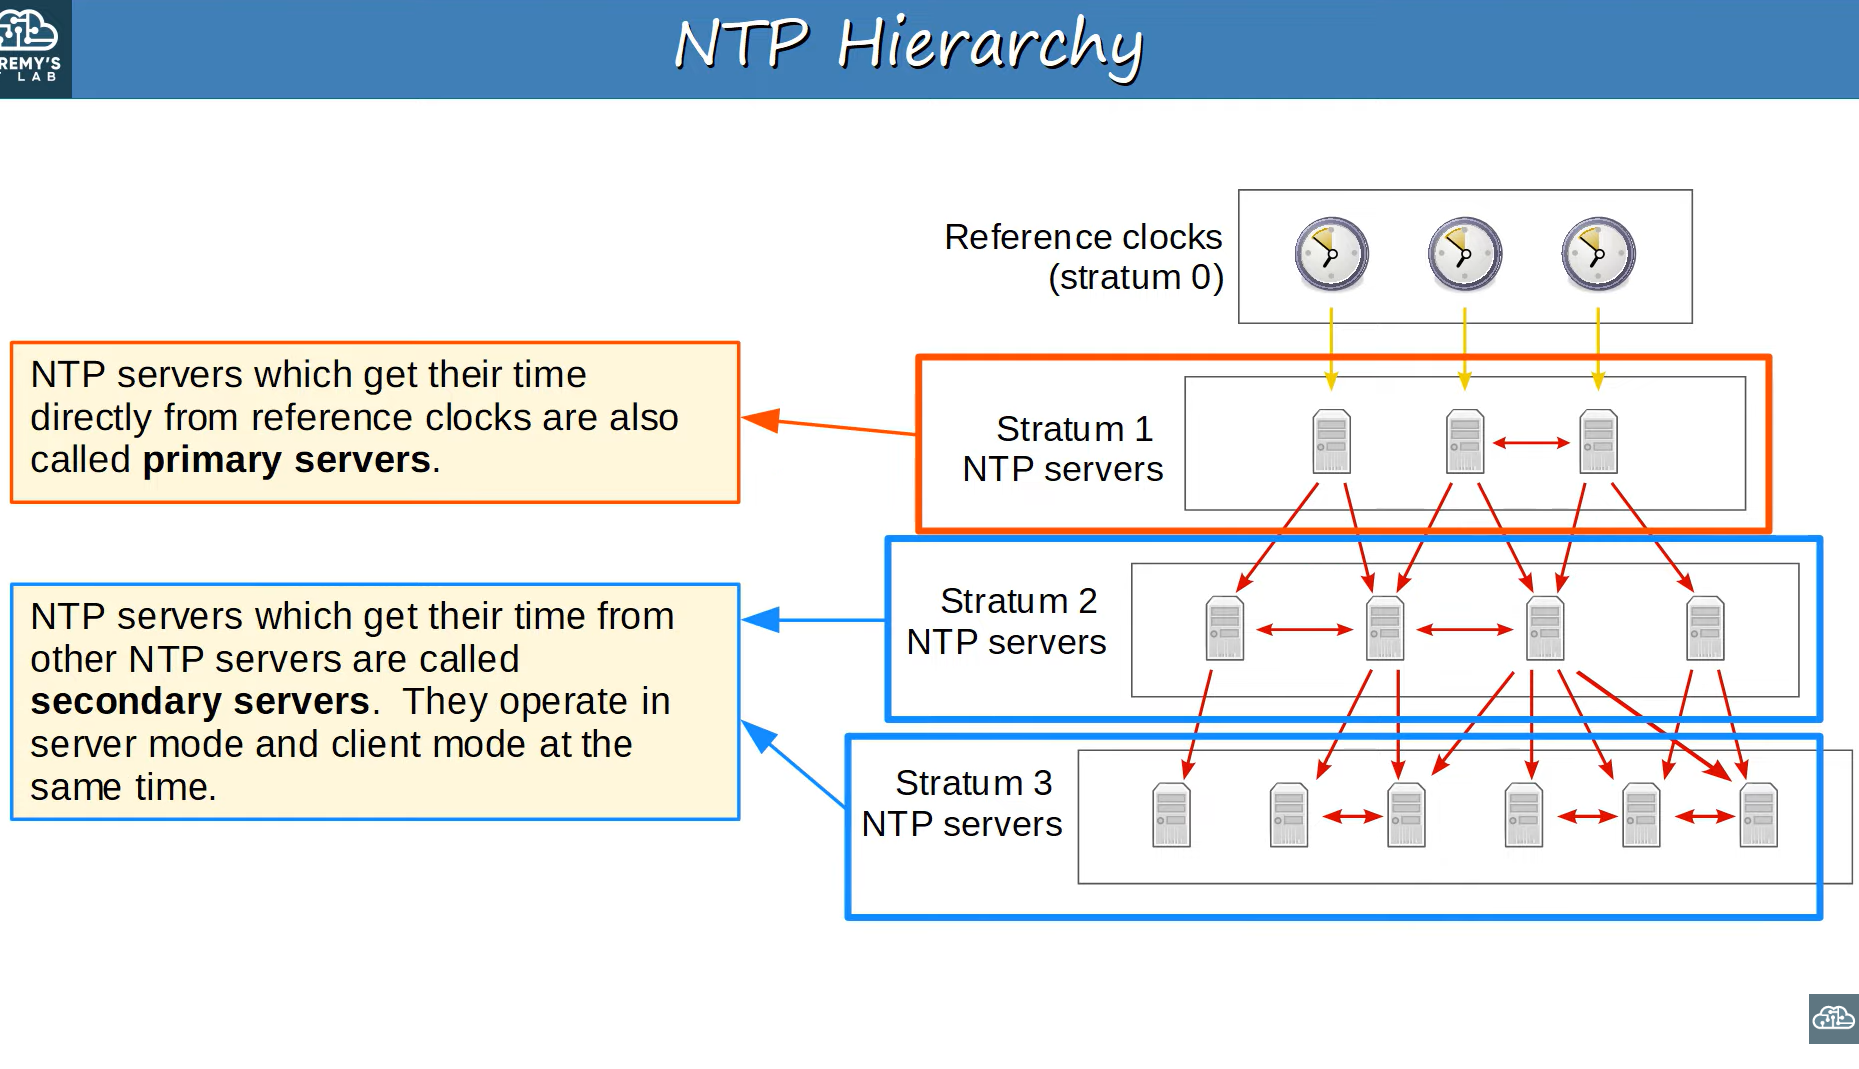 REMY'S
LAB
NTP Hierarchy
Reference clocks
(stratum 0)
NTP servers which get their time
directly from reference clocks are also
called primary servers.
Stratum 1
NTP servers
NTP servers which get their time from
other NTP servers are called
secondary servers. They operate in
server mode and client mode at the
same time.
Stratum 2
NTP servers
Stratum 3
NTP servers